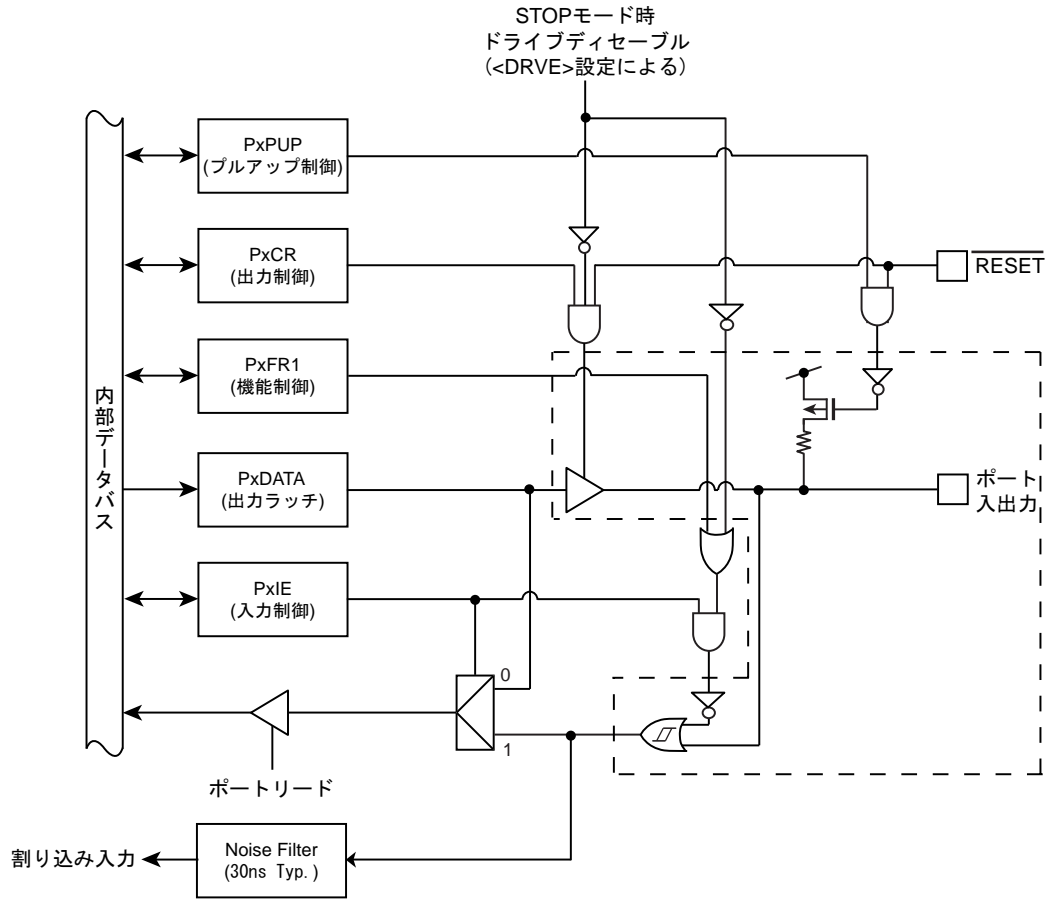 STOPモード時
ドライブディセーブル
(<DRVE>設定による)
PxPUP
(プルアップ制御)
PxCR
(出力制御)
RESET
PxFR1
(機能制御)
内部データバス
PxDATA
(出力ラッチ)
ポート
入出力
PxIE
(入力制御)
0
1
ポートリード
割り込み入力
Noise Filter
(30ns Typ.)